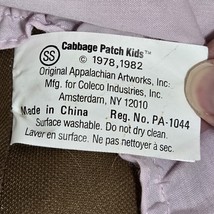 Cabbage Patch Kids™
SS
© 1978, 1982
Original Appalachian Artworks, Inc.
Mfg. for Coleco Industries, Inc.
Amsterdam, NY 12010
Made in China Reg. No. PA-1044
Surface washable. Do not dry clean.
Laver en surface. Ne pas nettoyer à sec.